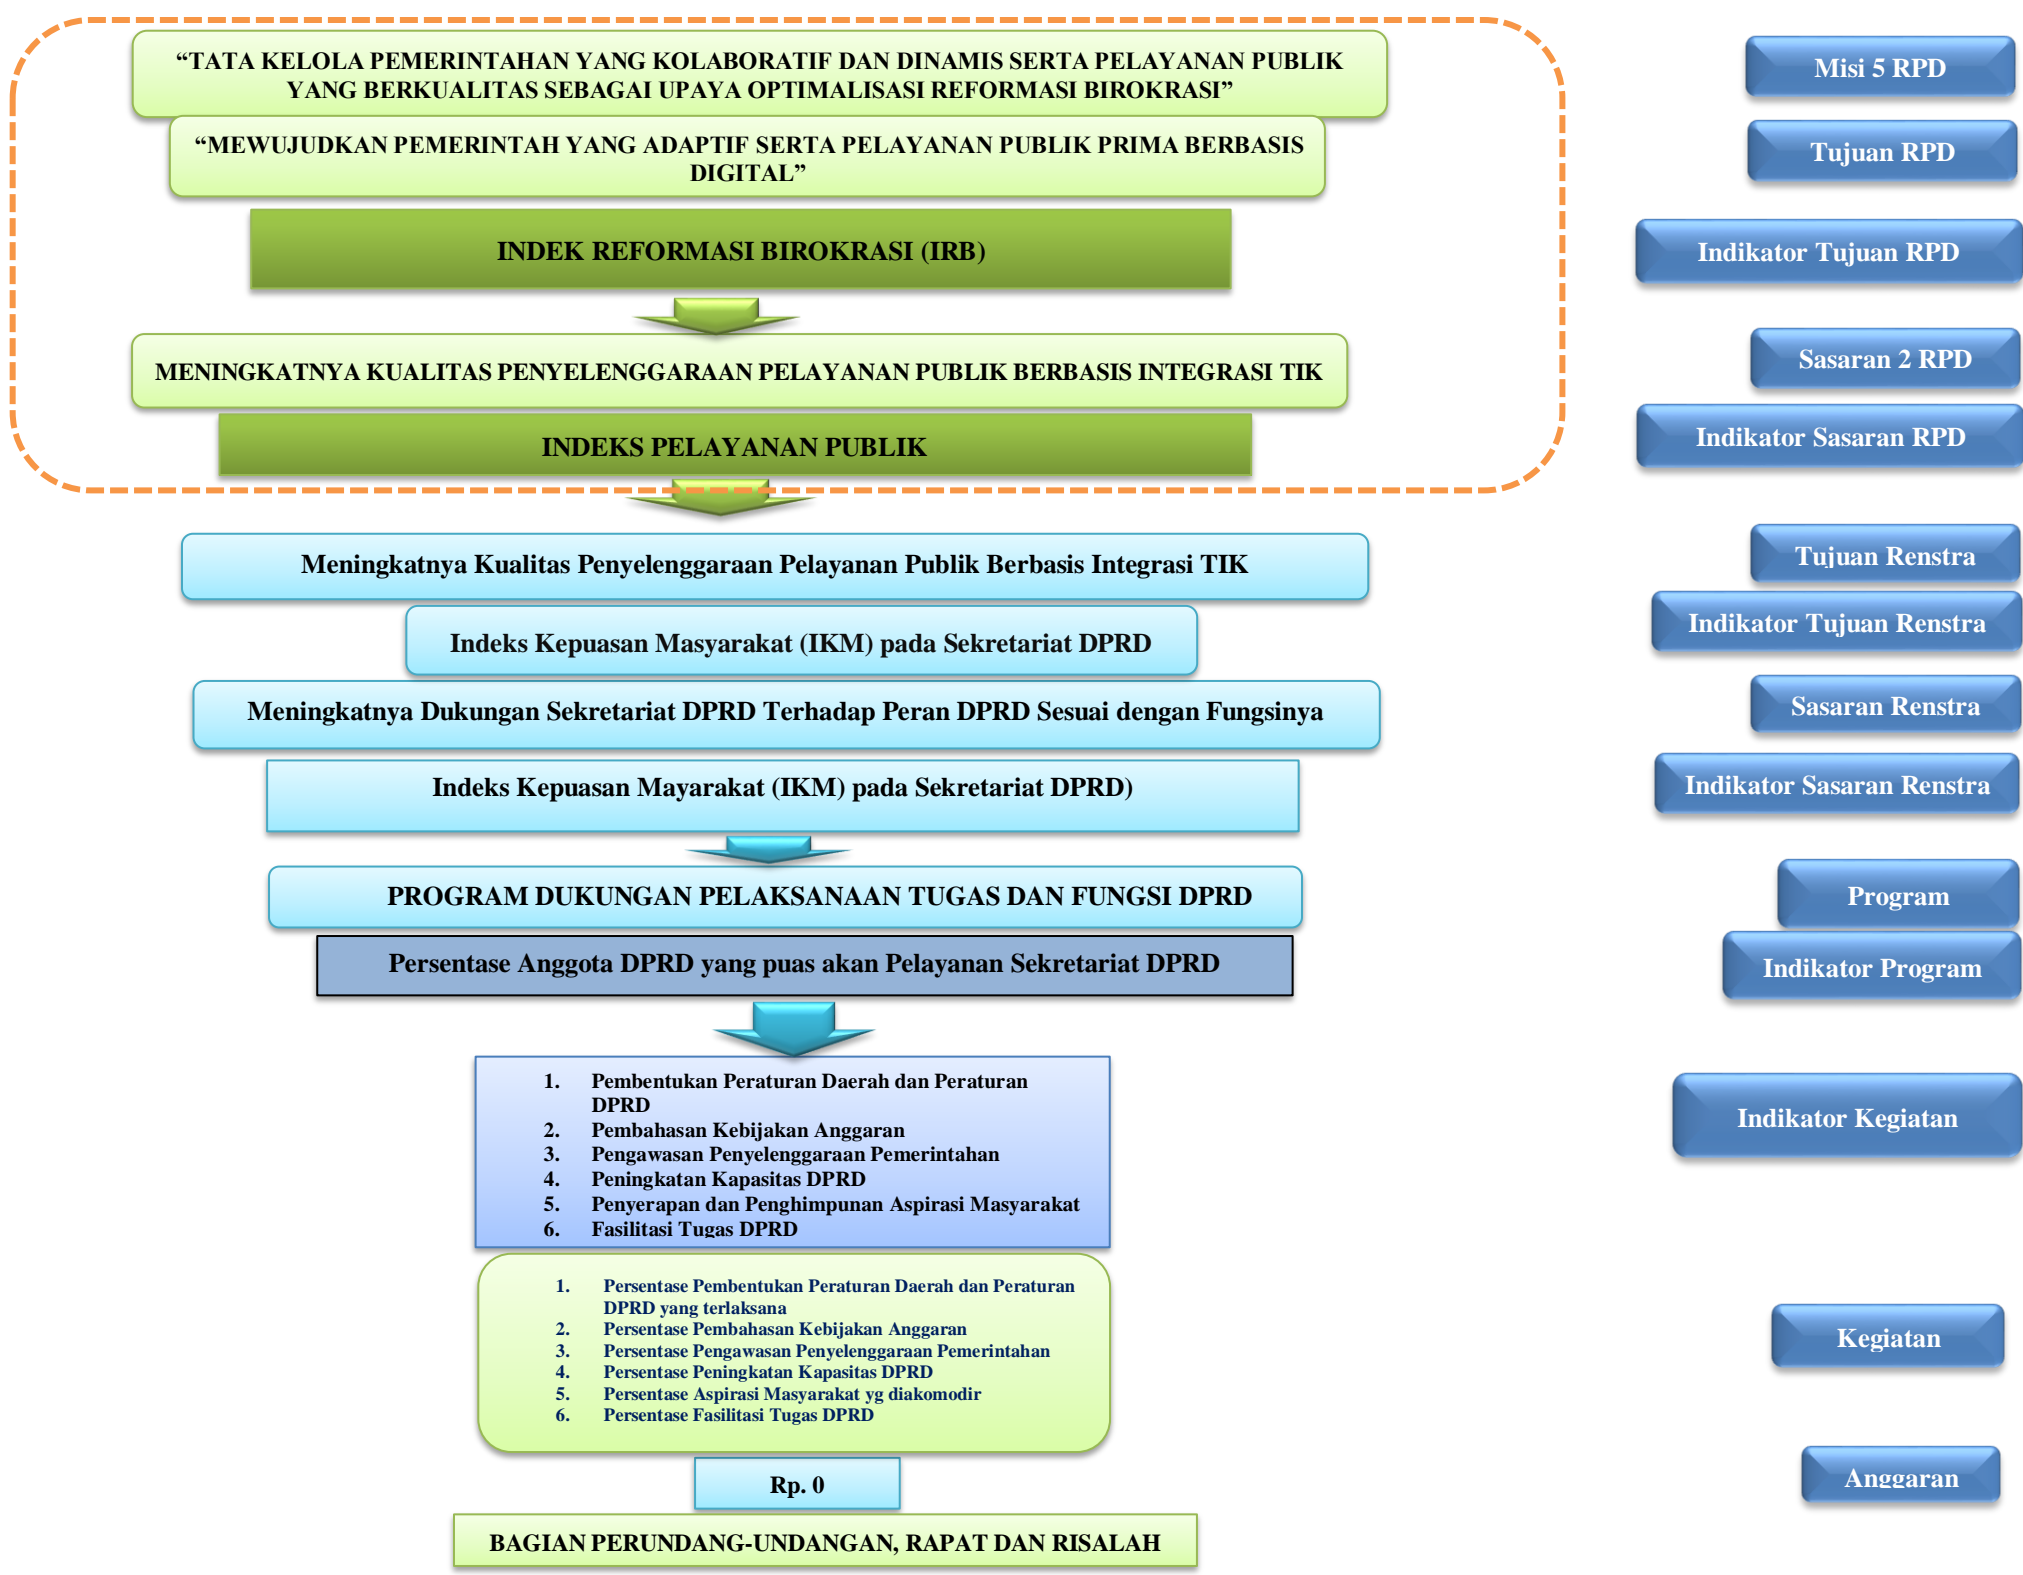 “TATA KELOLA PEMERINTAHAN YANG KOLABORATIF DAN DINAMIS SERTA PELAYANAN PUBLIK
YANG BERKUALITAS SEBAGAI UPAYA OPTIMALISASI REFORMASI BIROKRASI”
Misi 5 RPD
“MEWUJUDKAN PEMERINTAH YANG ADAPTIF SERTA PELAYANAN PUBLIK PRIMA BERBASIS
DIGITAL”
Tujuan RPD
INDEK REFORMASI BIROKRASI (IRB)
Indikator Tujuan RPD
MENINGKATNYA KUALITAS PENYELENGGARAAN PELAYANAN PUBLIK BERBASIS INTEGRASI TIK
Sasaran 2 RPD
INDEKS PELAYANAN PUBLIK
Indikator Sasaran RPD
Meningkatnya Kualitas Penyelenggaraan Pelayanan Publik Berbasis Integrasi TIK
Tujuan Renstra
Indeks Kepuasan Masyarakat (IKM) pada Sekretariat DPRD
Indikator Tujuan Renstra
Meningkatnya Dukungan Sekretariat DPRD Terhadap Peran DPRD Sesuai dengan Fungsinya
Sasaran Renstra
Indeks Kepuasan Mayarakat (IKM) pada Sekretariat DPRD)
Indikator Sasaran Renstra
PROGRAM DUKUNGAN PELAKSANAAN TUGAS DAN FUNGSI DPRD
Program
Persentase Anggota DPRD yang puas akan Pelayanan Sekretariat DPRD
Indikator Program
1. Pembentukan Peraturan Daerah dan Peraturan
DPRD
2. Pembahasan Kebijakan Anggaran
3. Pengawasan Penyelenggaraan Pemerintahan
4. Peningkatan Kapasitas DPRD
5. Penyerapan dan Penghimpunan Aspirasi Masyarakat
6. Fasilitasi Tugas DPRD
Indikator Kegiatan
1. Persentase Pembentukan Peraturan Daerah dan Peraturan
DPRD yang terlaksana
2. Persentase Pembahasan Kebijakan Anggaran
3. Persentase Pengawasan Penyelenggaraan Pemerintahan
4. Persentase Peningkatan Kapasitas DPRD
5. Persentase Aspirasi Masyarakat yg diakomodir
6. Persentase Fasilitasi Tugas DPRD
Kegiatan
Rp. 0
Anggaran
BAGIAN PERUNDANG-UNDANGAN, RAPAT DAN RISALAH